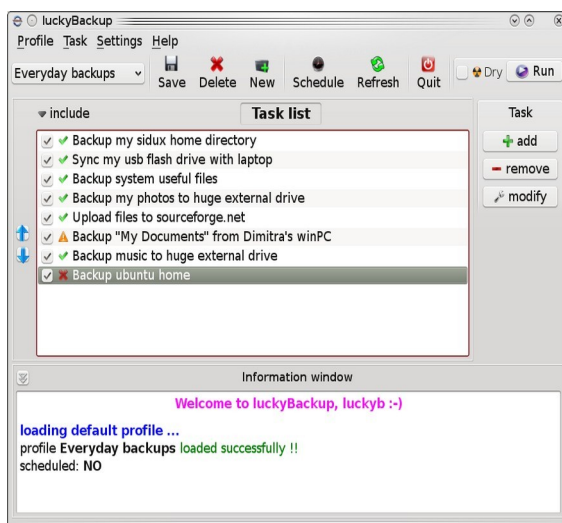 luckyBackup
Profile Task Settings Help
Everyday backups Save Delete New Schedule Refresh Quit Dry Run
include Task list Task
Backup my sidux home directory
Sync my usb flash drive with laptop
Backup system useful files
Backup my photos to huge external drive
Upload files to sourceforge.net
Backup "My Documents" from Dimitra's winPC
Backup music to huge external drive
Backup ubuntu home
add
remove
modify
Information window
Welcome to luckyBackup, luckyb :-)
loading default profile ...
profile Everyday backups loaded successfully !!
scheduled: NO